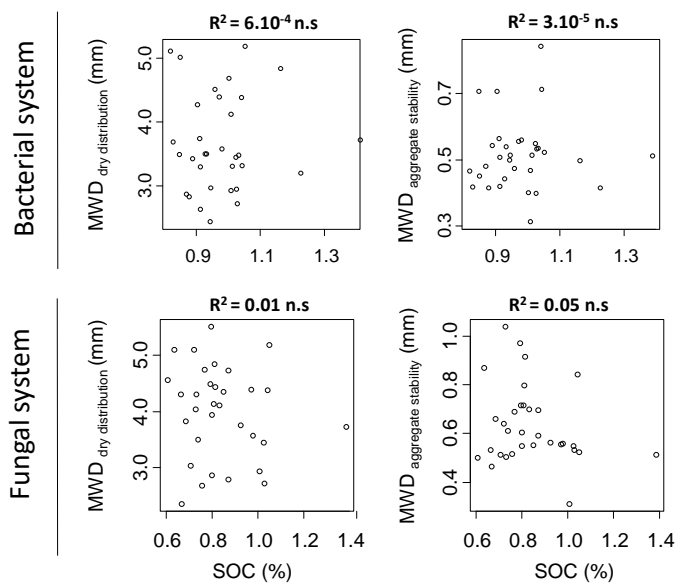 Bacterial system
R² = 6.10⁻⁴ n.s
MWD dry distribution (mm)
5.0
4.0
3.0
0.9 1.1 1.3
R² = 3.10⁻⁵ n.s
MWD aggregate stability (mm)
0.7
0.5
0.3
0.9 1.1 1.3
Fungal system
R² = 0.01 n.s
MWD dry distribution (mm)
5.0
4.0
3.0
0.6 0.8 1.0 1.2 1.4
SOC (%)
R² = 0.05 n.s
MWD aggregate stability (mm)
1.0
0.8
0.6
0.4
0.6 0.8 1.0 1.2 1.4
SOC (%)